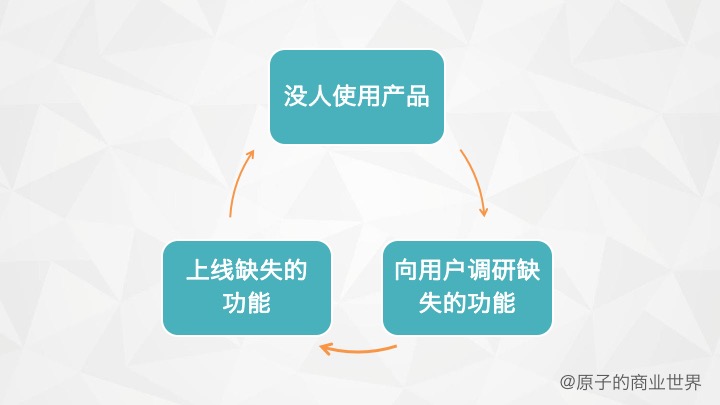 没人使用产品
上线缺失的
功能
向用户调研缺
失的功能
@原子的商业世界